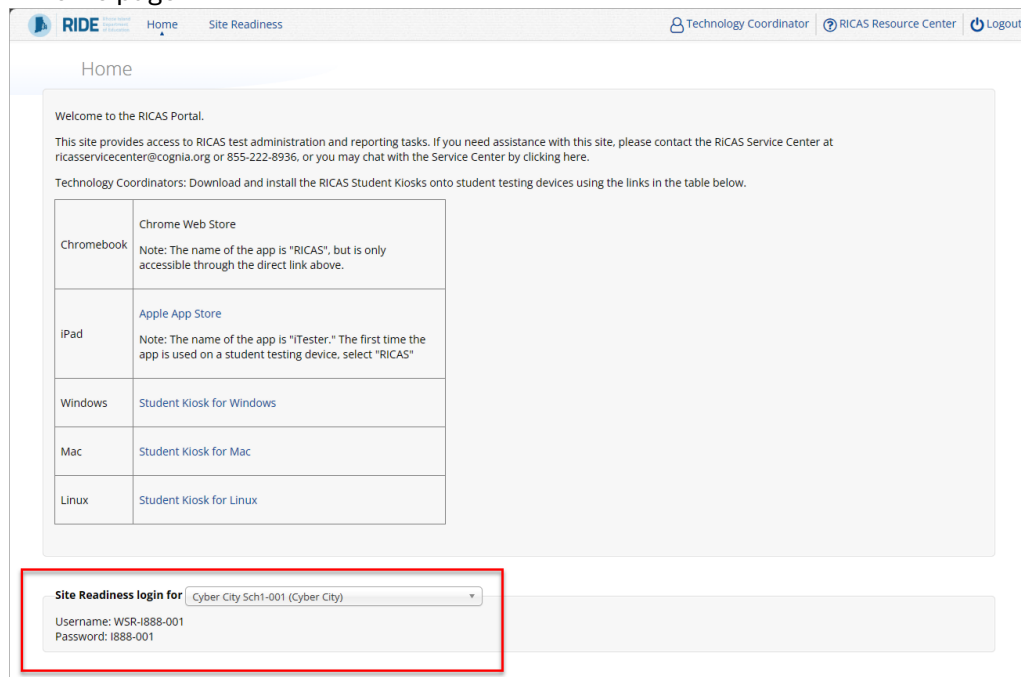 RIDE Home Site Readiness Technology Coordinator RICAS Resource Center Logout
Home
Welcome to the RICAS Portal.
This site provides access to RICAS test administration and reporting tasks. If you need assistance with this site, please contact the RiCAS Service Center at
ricasservicecenter@cognia.org or 855-222-8936, or you may chat with the Service Center by clicking here.
Technology Coordinators: Download and install the RICAS Student Kiosks onto student testing devices using the links in the table below.
Chrome Web Store
Chromebook
Note: The name of the app is "RICAS", but is only
accessible through the direct link above.
Apple App Store
iPad
Note: The name of the app is "iTester." The first time the
app is used on a student testing device, select "RICAS"
Windows Student Kiosk for Windows
Mac Student Kiosk for Mac
Linux Student Kiosk for Linux
Site Readiness login for Cyber City Sch1-001 (Cyber City)
Username: WSR-I888-001
Password: I888-001